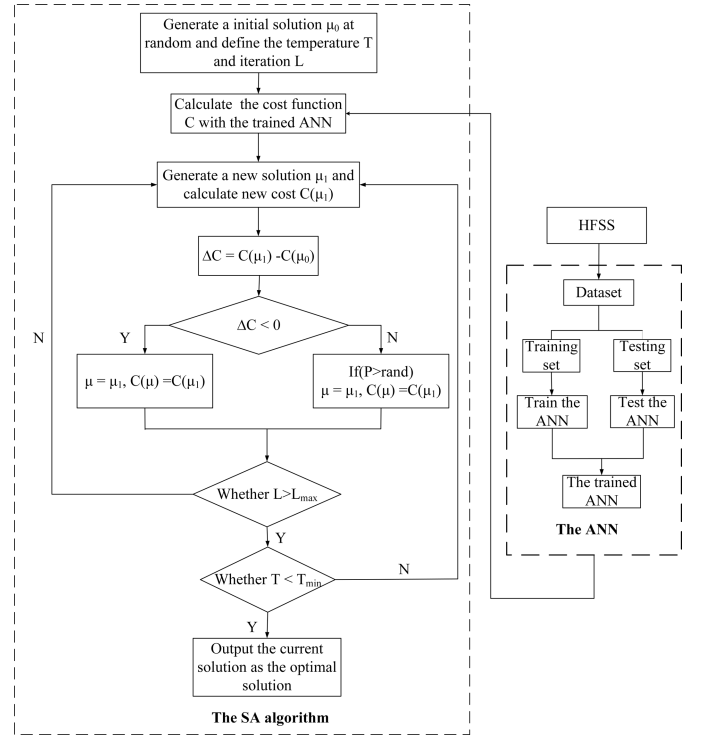 Generate a initial solution μ₀ at
random and define the temperature T
and iteration L
Calculate the cost function
C with the trained ANN
Generate a new solution μ₁ and
calculate new cost C(μ₁)
ΔC = C(μ₁) -C(μ₀)
ΔC < 0
Y
N
μ = μ₁, C(μ) =C(μ₁)
If(P>rand)
μ = μ₁, C(μ) =C(μ₁)
N
Whether L>Lmax
Y
Whether T < Tmin
N
Y
Output the current
solution as the optimal
solution
The SA algorithm
HFSS
Dataset
Training
set
Testing
set
Train the
ANN
Test the
ANN
The trained
ANN
The ANN